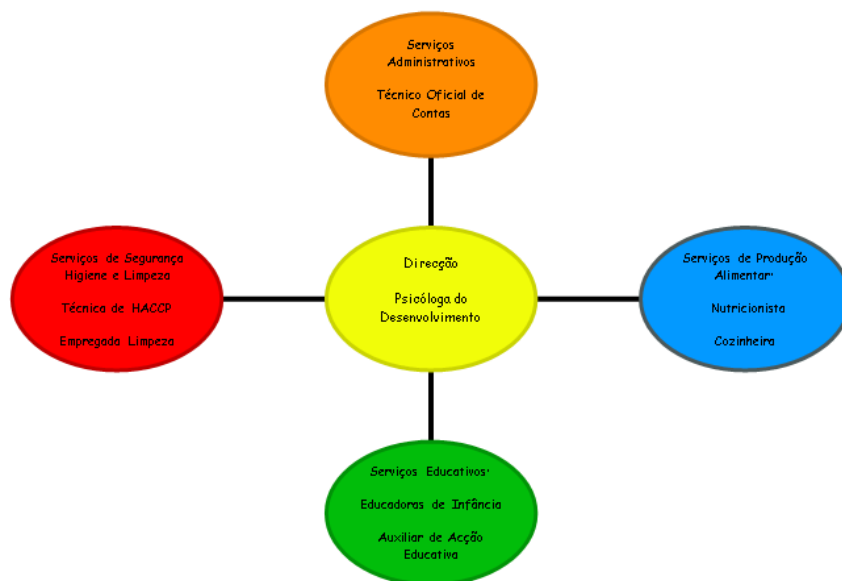 Serviços
Administrativos
Técnico Oficial de
Contas
Serviços de Segurança
Higiene e Limpeza
Técnica de HACCP
Empregada Limpeza
Direcção
Psicóloga do
Desenvolvimento
Serviços de Produção
Alimentar:
Nutricionista
Cozinheira
Serviços Educativos:
Educadoras de Infância
Auxiliar de Acção
Educativa